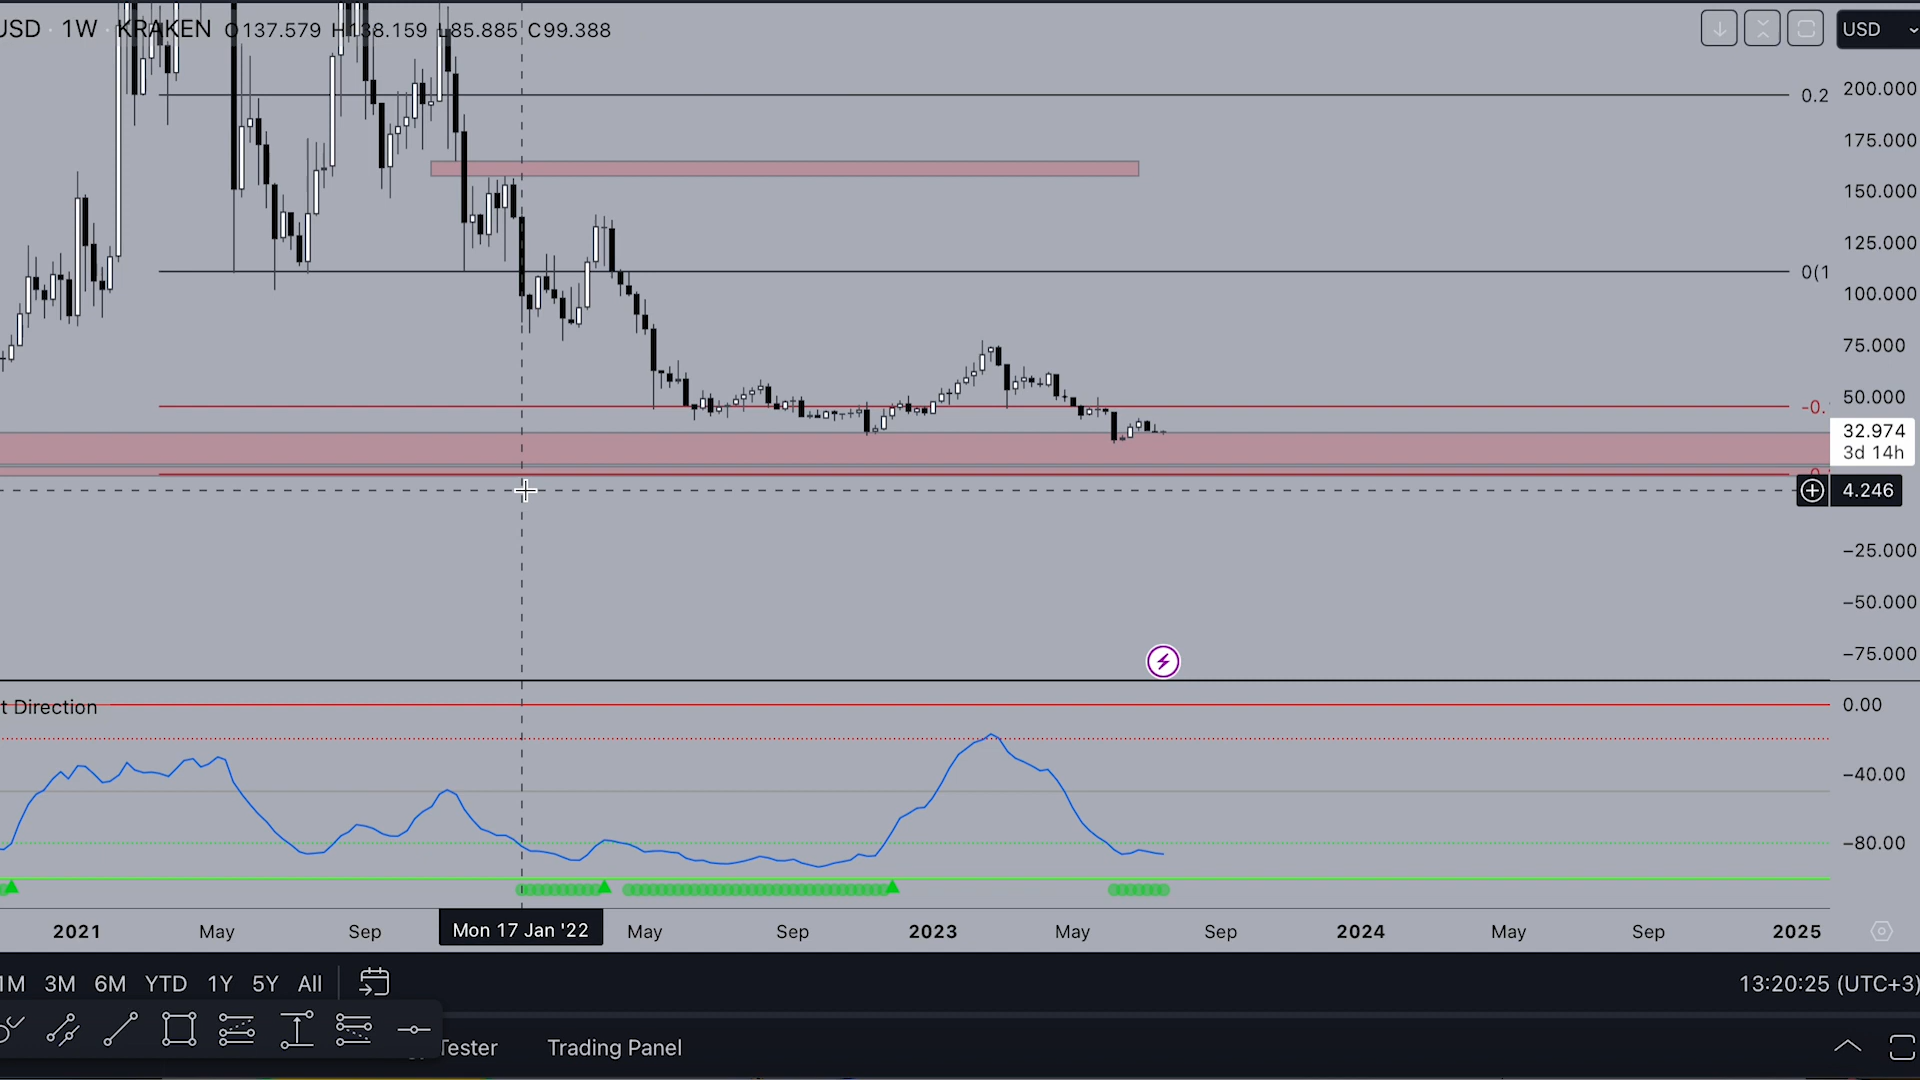 USD · 1W · KRAKEN O137.579 H138.159 L85.885 C99.388
USD
200.000
0.2
175.000
150.000
125.000
0(1
100.000
75.000
50.000
-0.
32.974
3d 14h
4.246
−25.000
−50.000
−75.000
t Direction
0.00
−40.00
−80.00
2021 May Sep Mon 17 Jan '22 May Sep 2023 May Sep 2024 May Sep 2025
1M 3M 6M YTD 1Y 5Y All
13:20:25 (UTC+3)
Tester Trading Panel